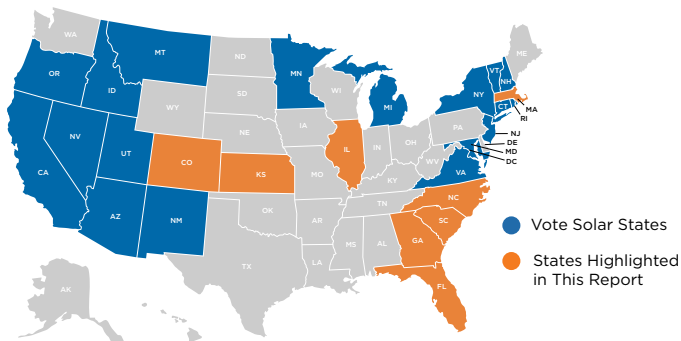 WA
MT
ND
OR
ID
MN
SD
WI
WY
MI
VT
NH
ME
NY
MA
RI
CT
NV
UT
CO
NE
IA
KS
IL
IN
OH
PA
NJ
DE
MD
DC
WV
VA
MO
KY
CA
AZ
NM
OK
AR
TN
NC
SC
MS
AL
GA
TX
LA
FL
AK
Vote Solar States
States Highlighted
in This Report